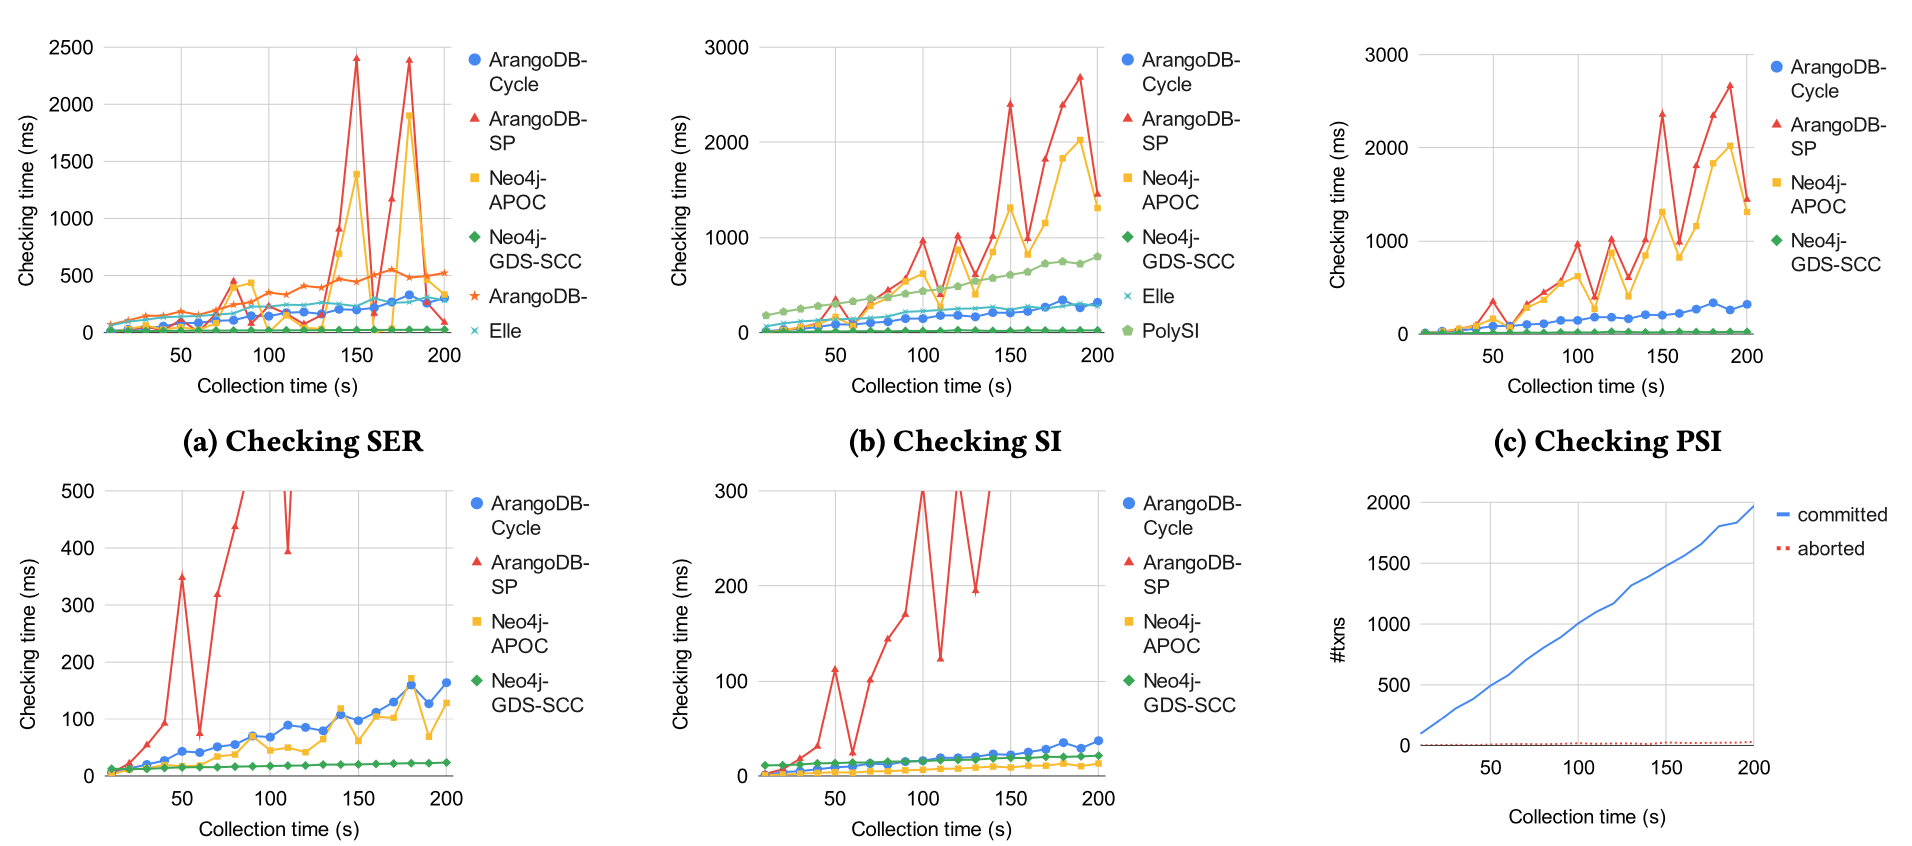 2500
2000
1500
1000
500
0
Checking time (ms)
50
100
150
200
Collection time (s)
ArangoDB-
Cycle
ArangoDB-
SP
Neo4j-
APOC
Neo4j-
GDS-SCC
ArangoDB-
Elle
(a) Checking SER
3000
2000
1000
0
Checking time (ms)
50
100
150
200
Collection time (s)
ArangoDB-
Cycle
ArangoDB-
SP
Neo4j-
APOC
Neo4j-
GDS-SCC
Elle
PolySI
(b) Checking SI
3000
2000
1000
0
Checking time (ms)
50
100
150
200
Collection time (s)
ArangoDB-
Cycle
ArangoDB-
SP
Neo4j-
APOC
Neo4j-
GDS-SCC
(c) Checking PSI
500
400
300
200
100
0
Checking time (ms)
50
100
150
200
Collection time (s)
ArangoDB-
Cycle
ArangoDB-
SP
Neo4j-
APOC
Neo4j-
GDS-SCC
300
200
100
0
Checking time (ms)
50
100
150
200
Collection time (s)
ArangoDB-
Cycle
ArangoDB-
SP
Neo4j-
APOC
Neo4j-
GDS-SCC
2000
1500
1000
500
0
#txns
50
100
150
200
Collection time (s)
committed
aborted